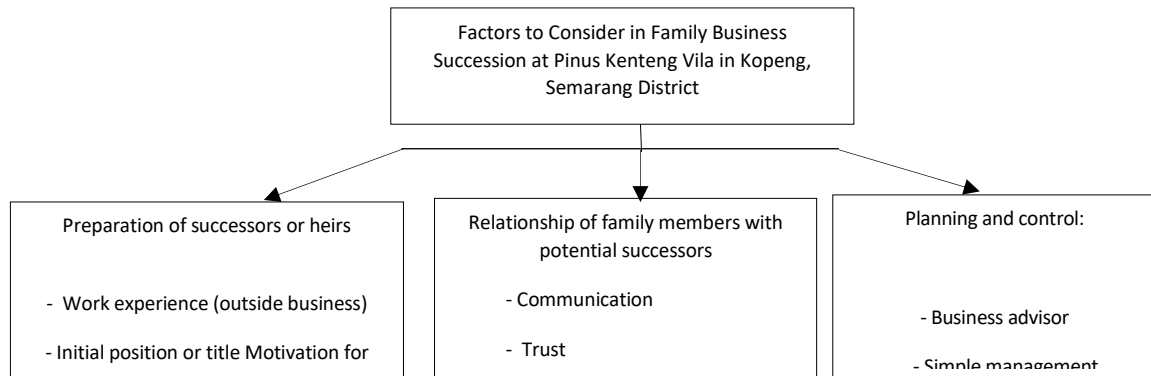 Factors to Consider in Family Business
Succession at Pinus Kenteng Vila in Kopeng,
Semarang District
Preparation of successors or heirs
- Work experience (outside business)
- Initial position or title Motivation for
Relationship of family members with
potential successors
- Communication
- Trust
Planning and control:
- Business advisor
- Simple management